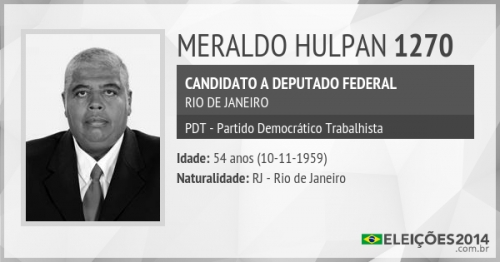 MERALDO HULPAN 1270
CANDIDATO A DEPUTADO FEDERAL
RIO DE JANEIRO
PDT - Partido Democrático Trabalhista
Idade: 54 anos (10-11-1959)
Naturalidade: RJ - Rio de Janeiro
ELEIÇÕES2014
.com.br